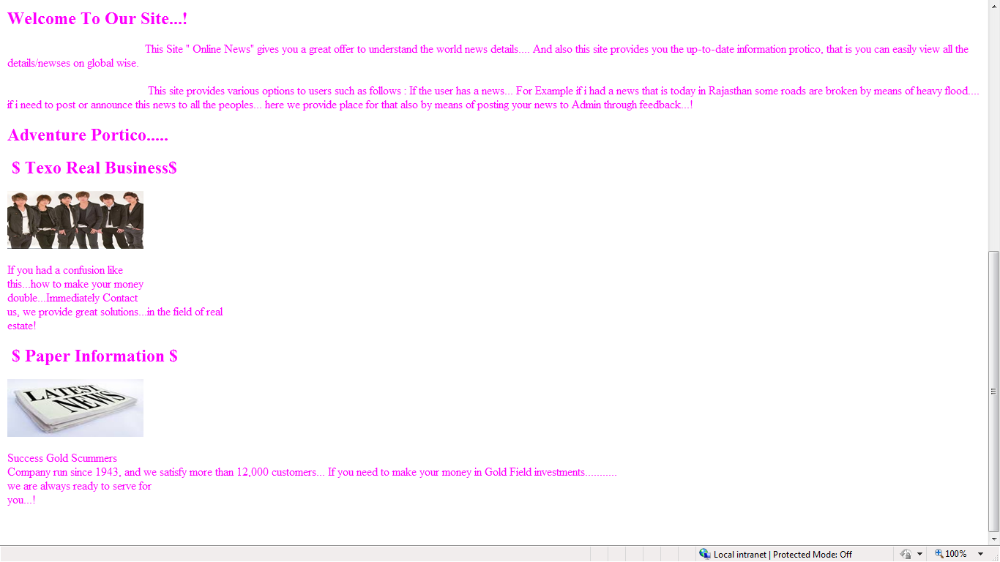 Welcome To Our Site...!
This Site " Online News" gives you a great offer to understand the world news details.... And also this site provides you the up-to-date information protico, that is you can easily view all the
details/newses on global wise.
This site provides various options to users such as follows : If the user has a news... For Example if i had a news that is today in Rajasthan some roads are broken by means of heavy flood....
if i need to post or announce this news to all the peoples... here we provide place for that also by means of posting your news to Admin through feedback...!
Adventure Portico.....
$ Texo Real Business$
If you had a confusion like
this...how to make your money
double...Immediately Contact
us, we provide great solutions...in the field of real
estate!
$ Paper Information $
LATEST
NEWS
Success Gold Scummers
Company run since 1943, and we satisfy more than 12,000 customers... If you need to make your money in Gold Field investments...........
we are always ready to serve for
you...!
Local intranet | Protected Mode: Off
100%